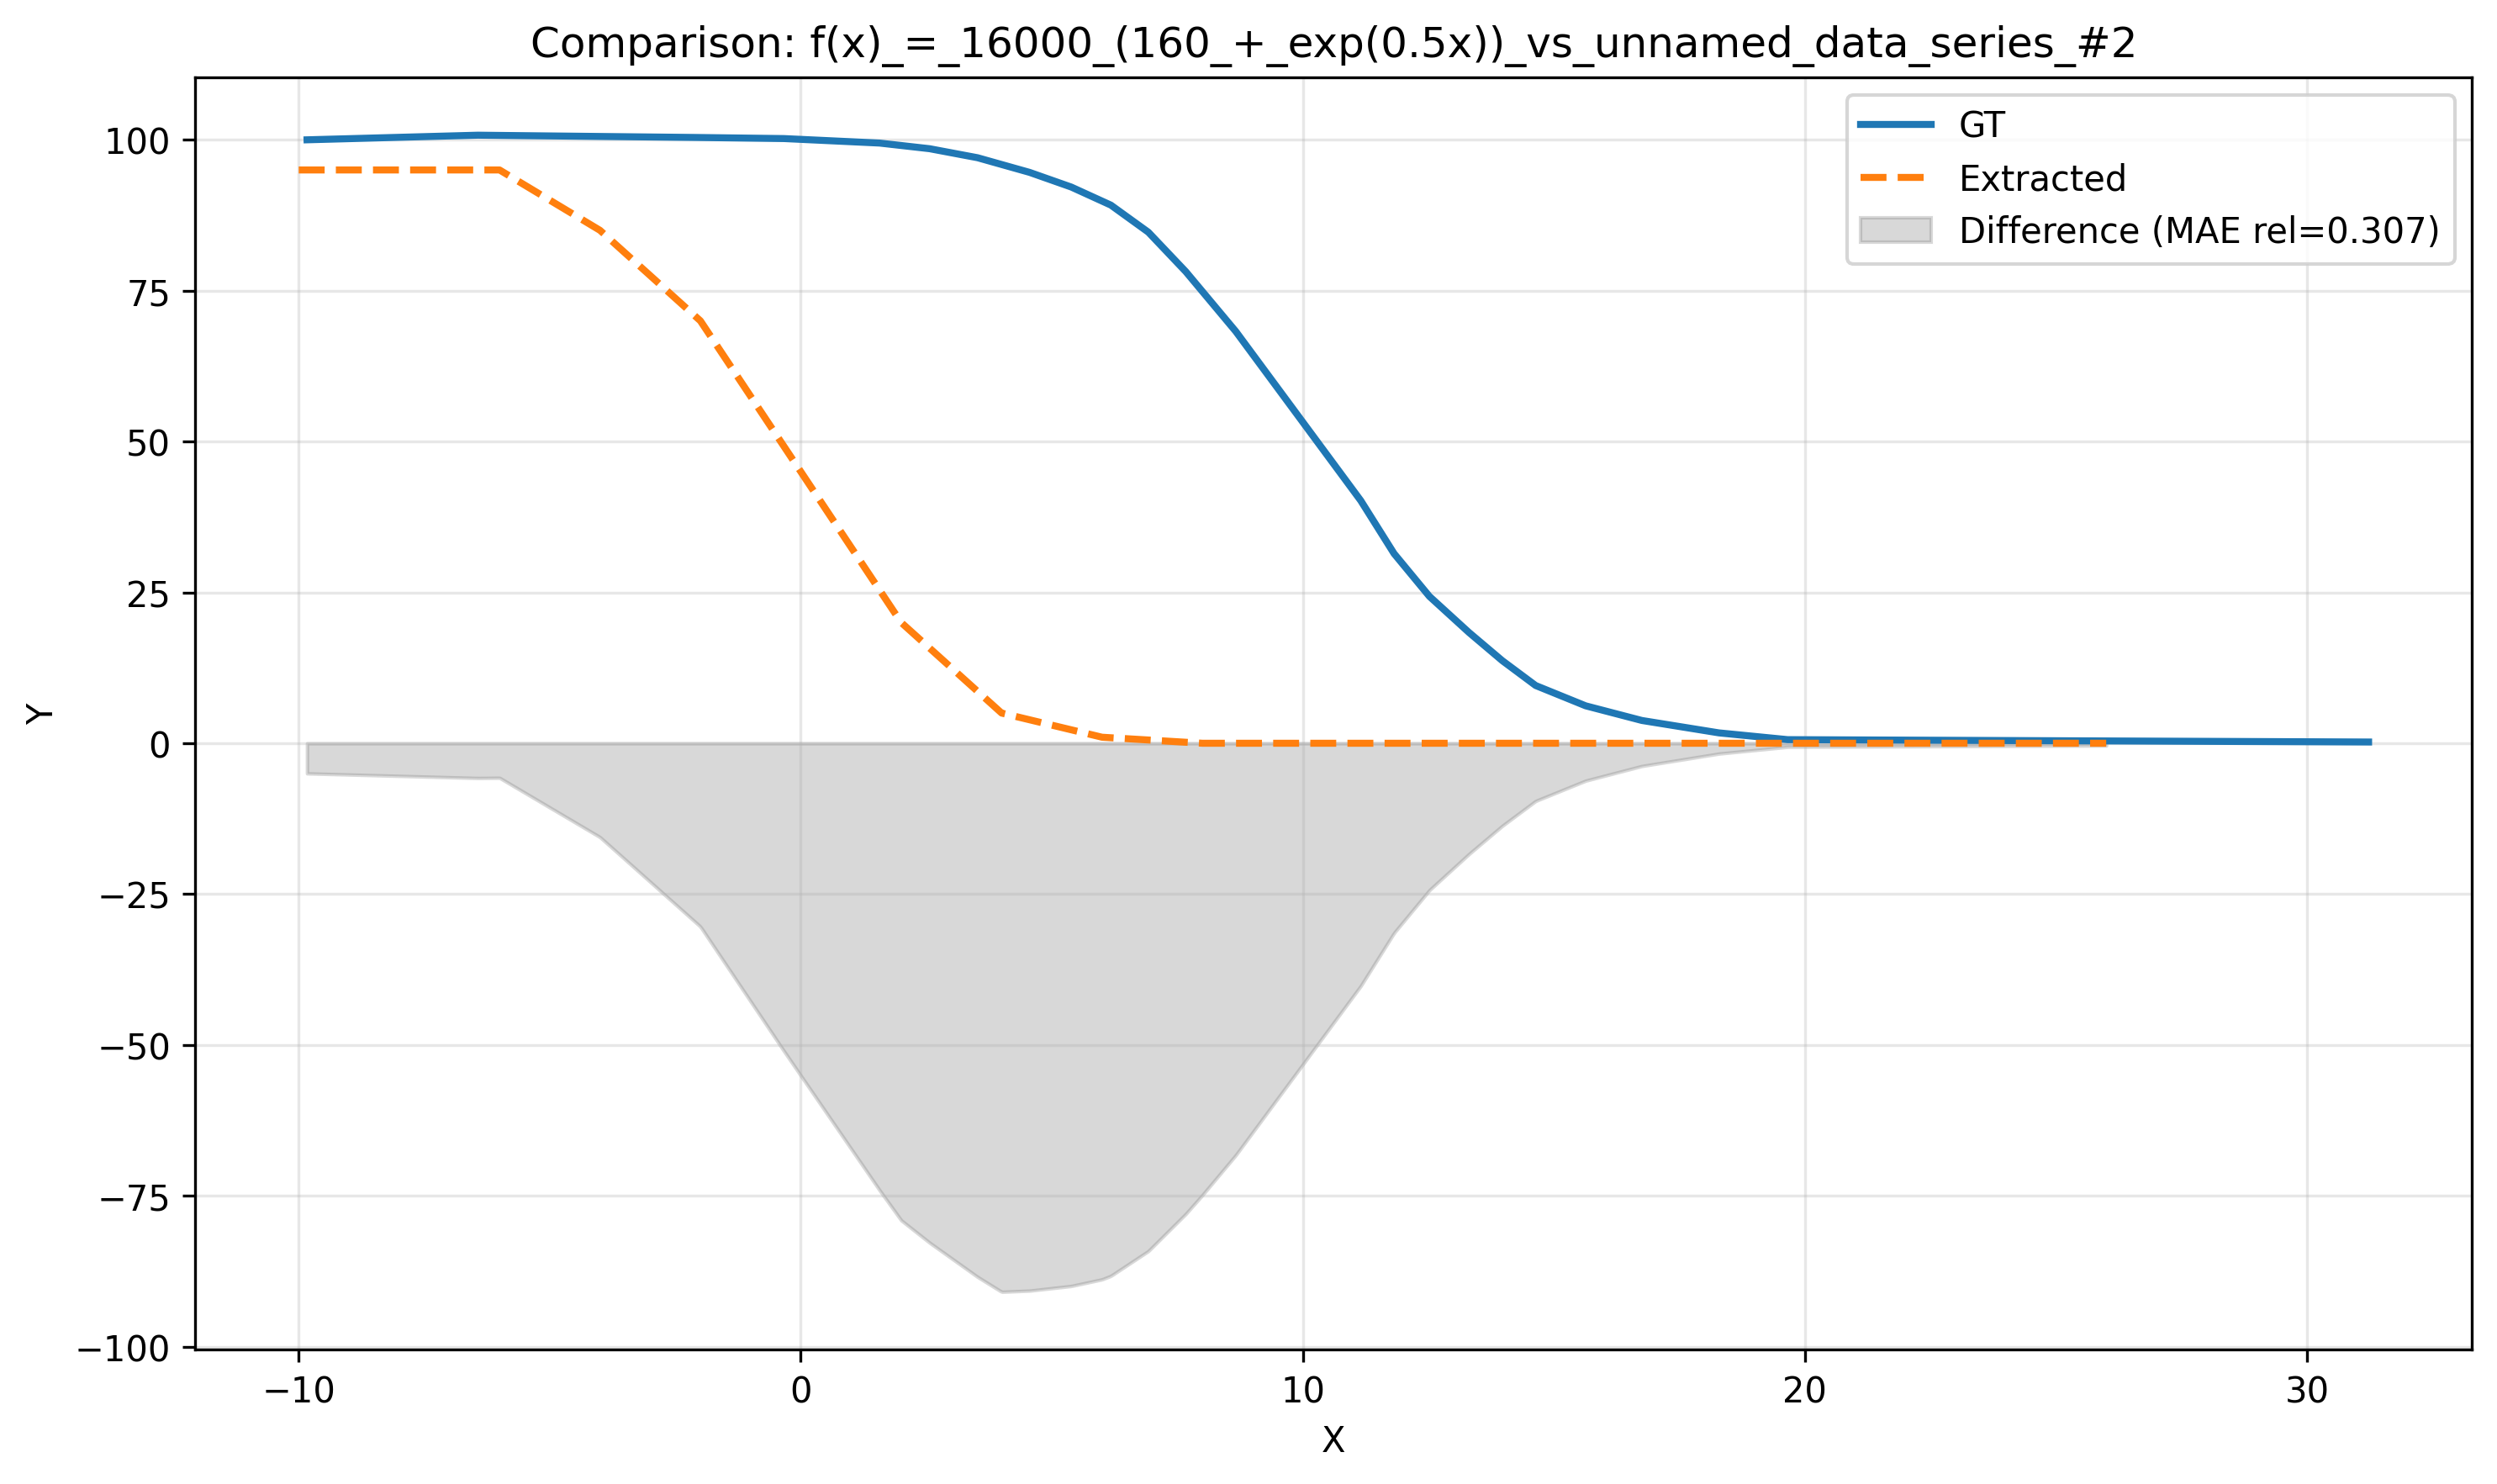 Comparison: f(x)_=_16000_(160_+_exp(0.5x))_vs_unnamed_data_series_#2
GT
Extracted
Difference (MAE rel=0.307)
100
75
50
25
0
−25
−50
−75
−100
Y
−10
0
10
20
30
X